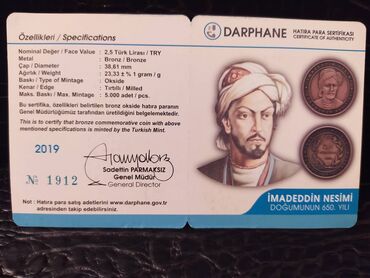 Özellikleri / Specifications
Nominal Değer / Face Value : 2,5 Türk Lirası / TRY
Metal : Bronz / Bronze
Çap / Diameter : 38,61 mm
Ağırlık / Weight : 23,33 ± % 1 gram / g
Baskı / Type : Okside
Kenar / Edge : Tırtıllı / Milled
Maks. Baskı / Max. Mintage : 5.000 adet / pcs.
Bu sertifika, özellikleri belirtilen bronz okside hatıra paranın
Genel Müdürlüğümüz tarafından üretildiğini belgelemektedir.
This is to certify that bronze commemorative coin with above
mentioned specifications is minted by the Turkish Mint.
2019
№ 1912
Sadettin PARMAKSIZ
Genel Müdür
General Director
Not : Hatıra para satış adetlerini www.darphane.gov.tr
adresinden takip edebilirsiniz.
DARPHANE
HATIRA PARA SERTİFİKASI
CERTIFICATE OF AUTHENTICITY
İMADEDDİN NESİMİ
DOĞUMUNUN 650. YILI